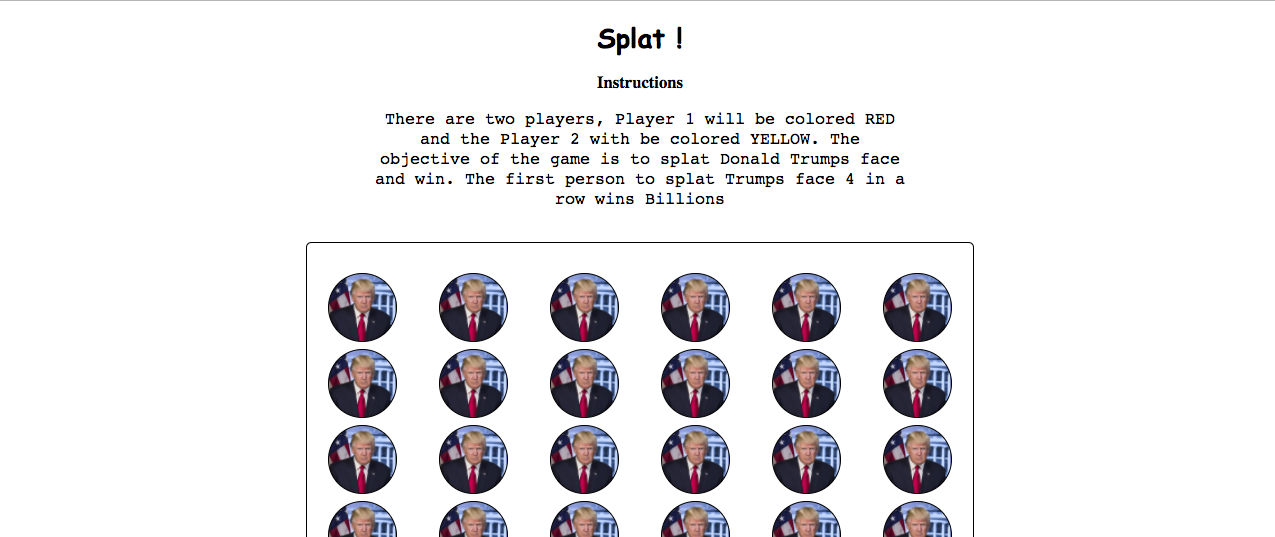 Splat !
Instructions
There are two players, Player 1 will be colored RED
and the Player 2 with be colored YELLOW. The
objective of the game is to splat Donald Trumps face
and win. The first person to splat Trumps face 4 in a
row wins Billions